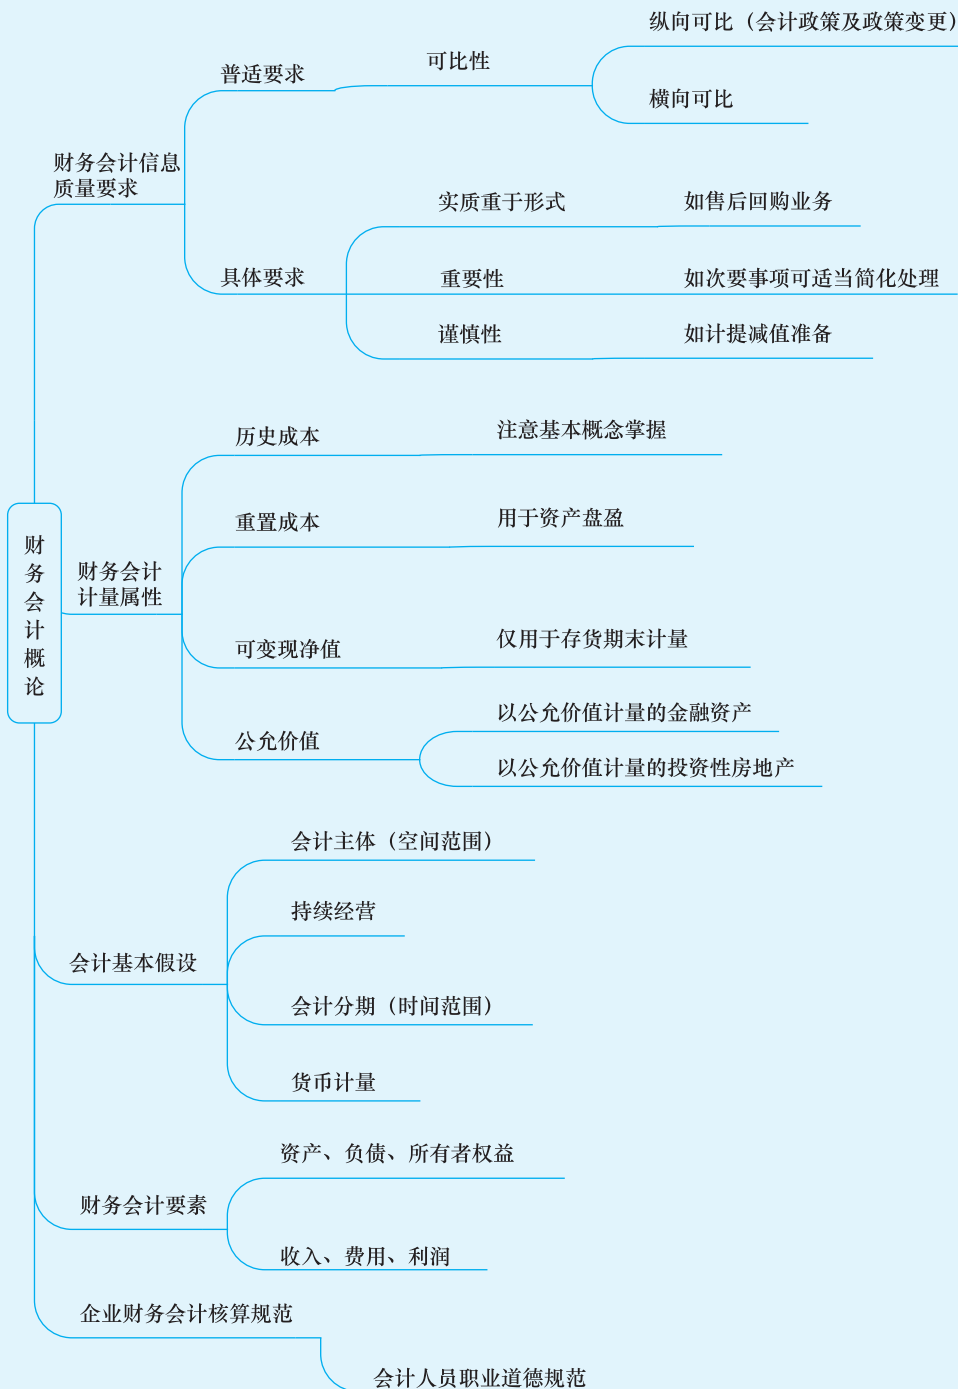 纵向可比（会计政策及政策变更）
可比性
普适要求
横向可比
财务会计信息
质量要求
实质重于形式
如售后回购业务
具体要求
重要性
如次要事项可适当简化处理
谨慎性
如计提减值准备
财务会计概论
历史成本
注意基本概念掌握
重置成本
用于资产盘盈
财务会计
计量属性
可变现净值
仅用于存货期末计量
公允价值
以公允价值计量的金融资产
以公允价值计量的投资性房地产
会计主体（空间范围）
持续经营
会计基本假设
会计分期（时间范围）
货币计量
资产、负债、所有者权益
财务会计要素
收入、费用、利润
企业财务会计核算规范
会计人员职业道德规范